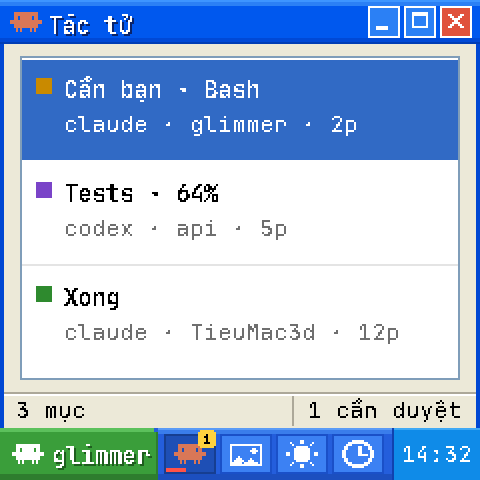 Tác tử
Cần bạn · Bash
claude · glimmer · 2p
Tests · 64%
codex · api · 5p
Xong
claude · TieuMac3d · 12p
3 mục
1 cần duyệt
glimmer
1
14:32